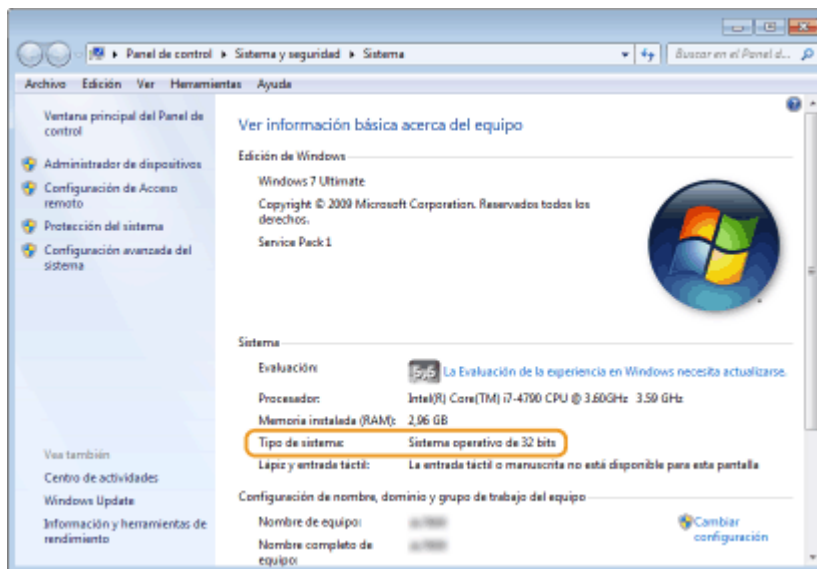 Panel de control ▸ Sistema y seguridad ▸ Sistema
Buscar en el Panel d...
Archivo Edición Ver Herramientas Ayuda
Ventana principal del Panel de
control
Administrador de dispositivos
Configuración de Acceso
remoto
Protección del sistema
Configuración avanzada del
sistema
Vea también
Centro de actividades
Windows Update
Información y herramientas de
rendimiento
Ver información básica acerca del equipo
Edición de Windows
Windows 7 Ultimate
Copyright © 2009 Microsoft Corporation. Reservados todos los
derechos.
Service Pack 1
Sistema
Evaluación: 5,6 La Evaluación de la experiencia en Windows necesita actualizarse.
Procesador: Intel(R) Core(TM) i7-4790 CPU @ 3.60GHz 3.59 GHz
Memoria instalada (RAM): 2,96 GB
Tipo de sistema: Sistema operativo de 32 bits
Lápiz y entrada táctil: La entrada táctil o manuscrita no está disponible para esta pantalla
Configuración de nombre, dominio y grupo de trabajo del equipo
Nombre de equipo:
Cambiar
configuración
Nombre completo de
equipo: